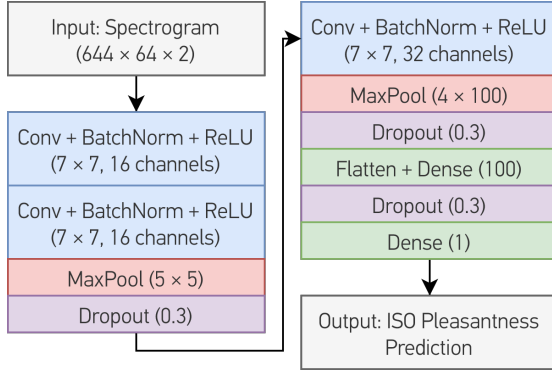 Input: Spectrogram
(644 × 64 × 2)
Conv + BatchNorm + ReLU
(7 × 7, 16 channels)
Conv + BatchNorm + ReLU
(7 × 7, 16 channels)
MaxPool (5 × 5)
Dropout (0.3)
Conv + BatchNorm + ReLU
(7 × 7, 32 channels)
MaxPool (4 × 100)
Dropout (0.3)
Flatten + Dense (100)
Dropout (0.3)
Dense (1)
Output: ISO Pleasantness
Prediction